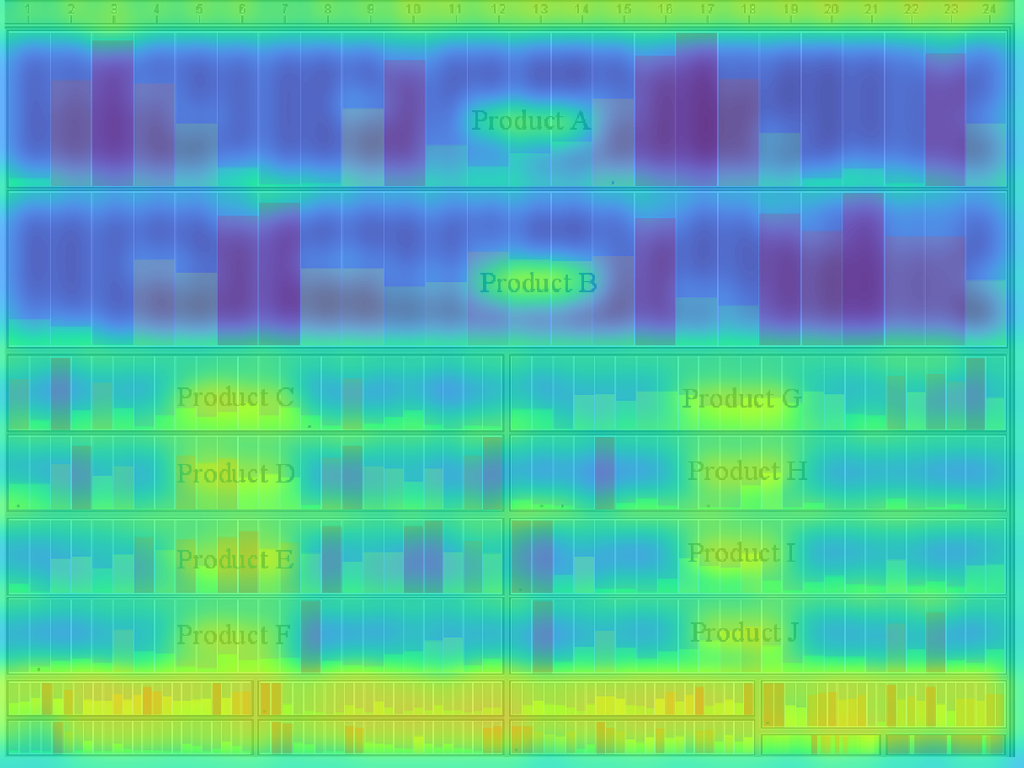 1 2 3 4 5 6 7 8 9 10 11 12 13 14 15 16 17 18 19 20 21 22 23 24
Product A
Product B
Product C
Product G
Product D
Product H
Product E
Product I
Product F
Product J